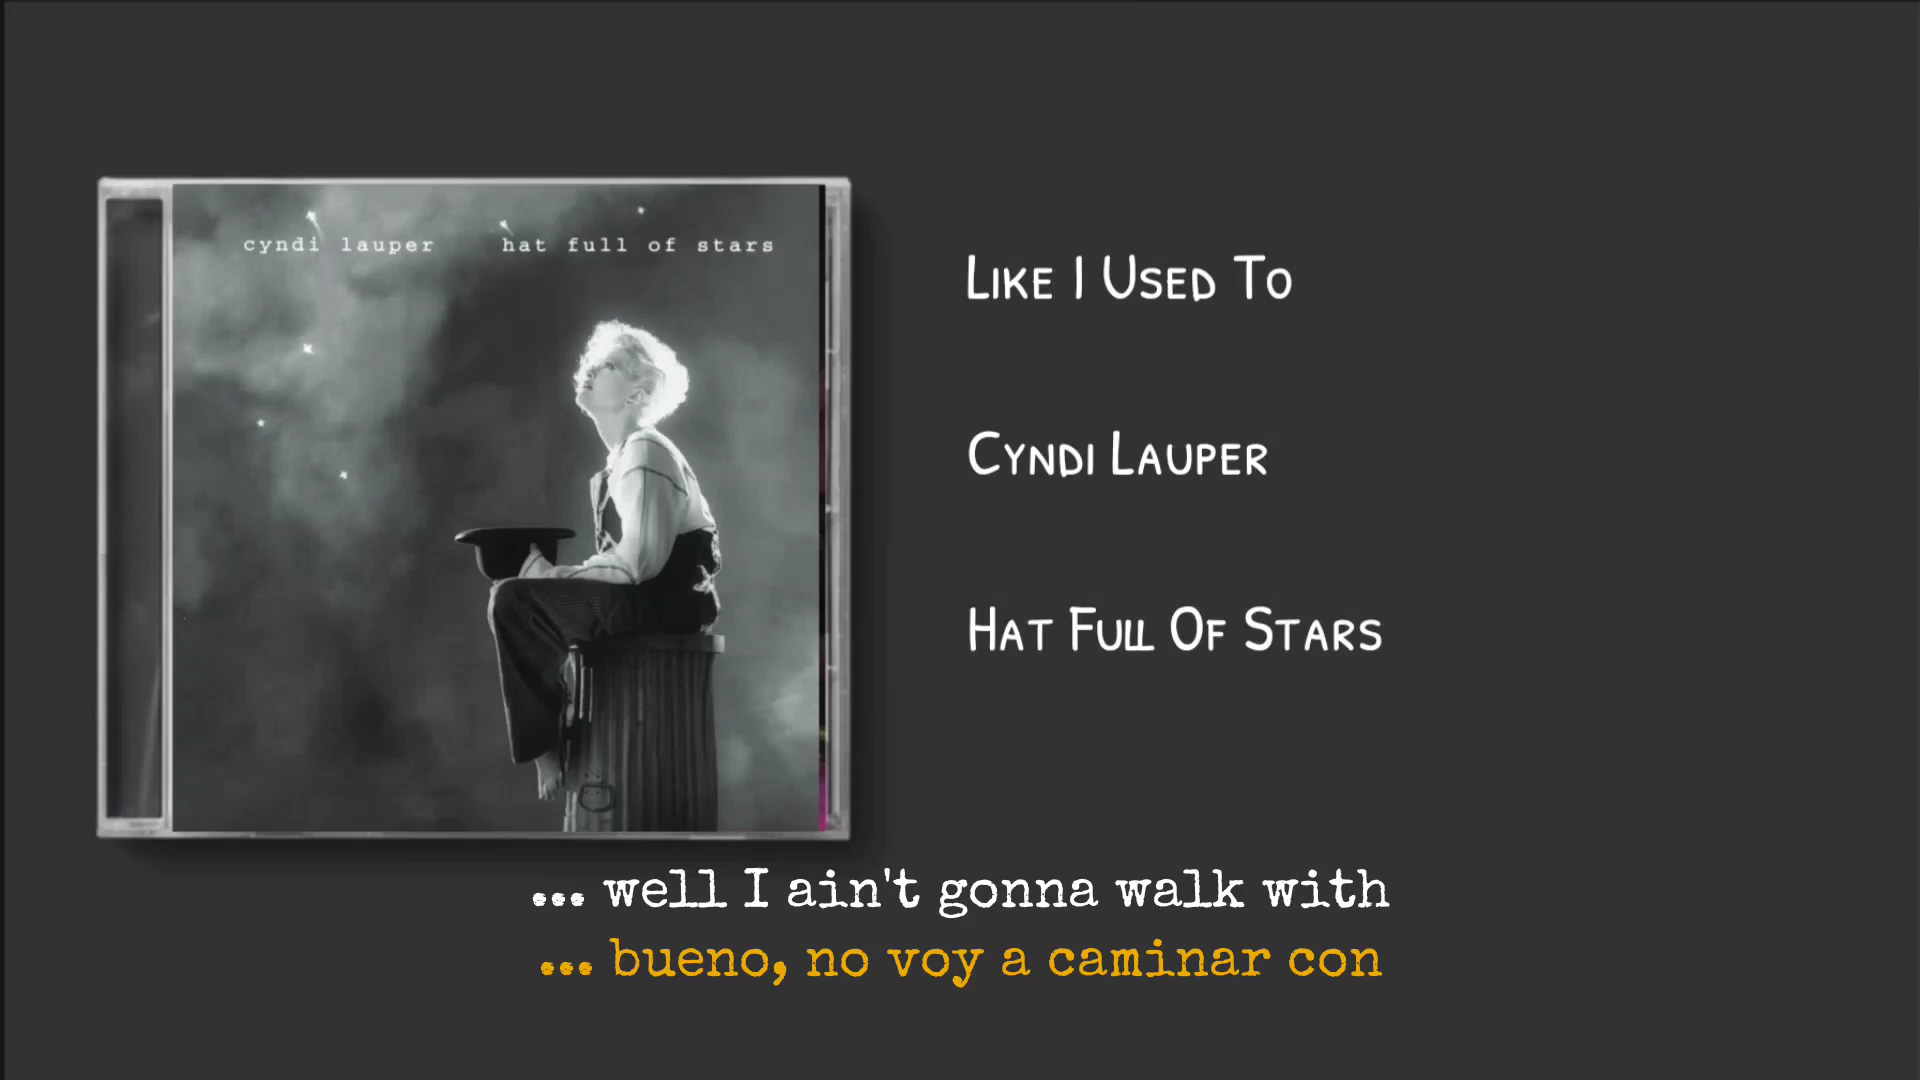 cyndi lauper hat full of stars
Like I Used To
Cyndi Lauper
Hat Full Of Stars
... well I ain't gonna walk with
... bueno, no voy a caminar con